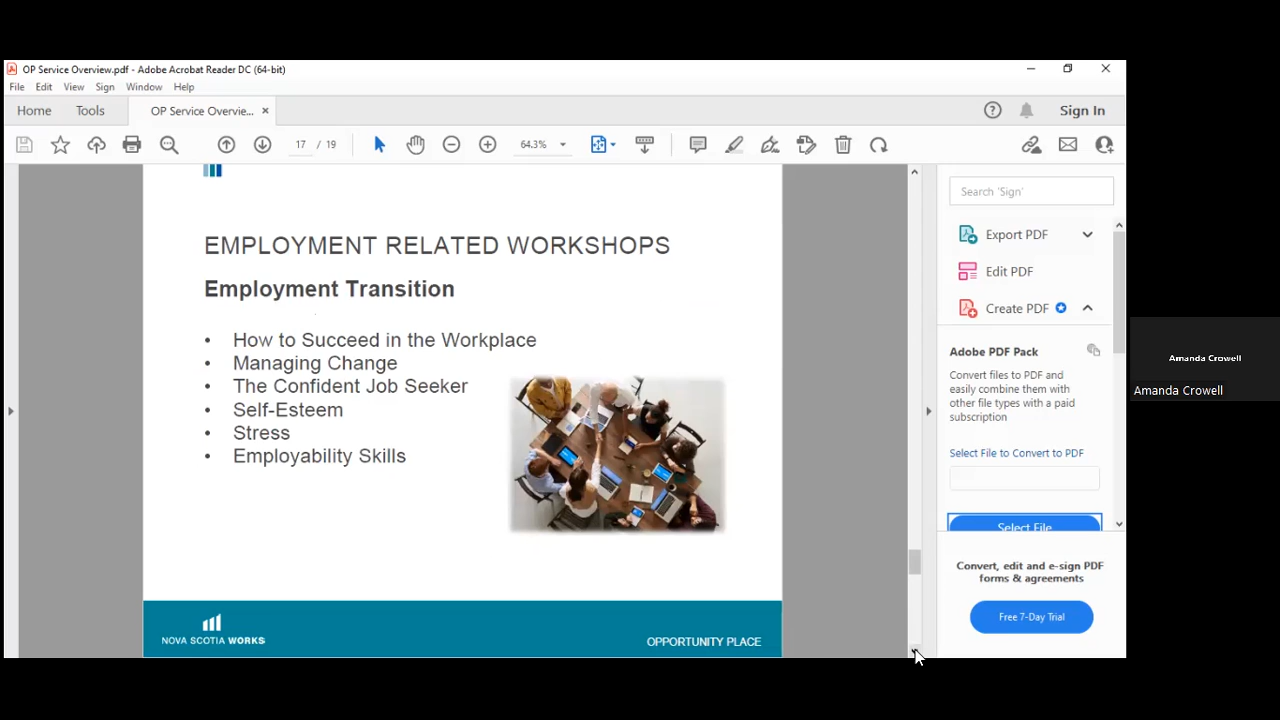 OP Service Overview.pdf - Adobe Acrobat Reader DC (64-bit)
File Edit View Sign Window Help
Home Tools OP Service Overvie... ×
Sign In
17 / 19
64.3%
EMPLOYMENT RELATED WORKSHOPS
Employment Transition
• How to Succeed in the Workplace
• Managing Change
• The Confident Job Seeker
• Self-Esteem
• Stress
• Employability Skills
NOVA SCOTIA WORKS
OPPORTUNITY PLACE
Search 'Sign'
Export PDF
Edit PDF
Create PDF
Adobe PDF Pack
Convert files to PDF and
easily combine them with
other file types with a paid
subscription
Select File to Convert to PDF
Select File
Convert, edit and e-sign PDF
forms & agreements
Free 7-Day Trial
Amanda Crowell
Amanda Crowell